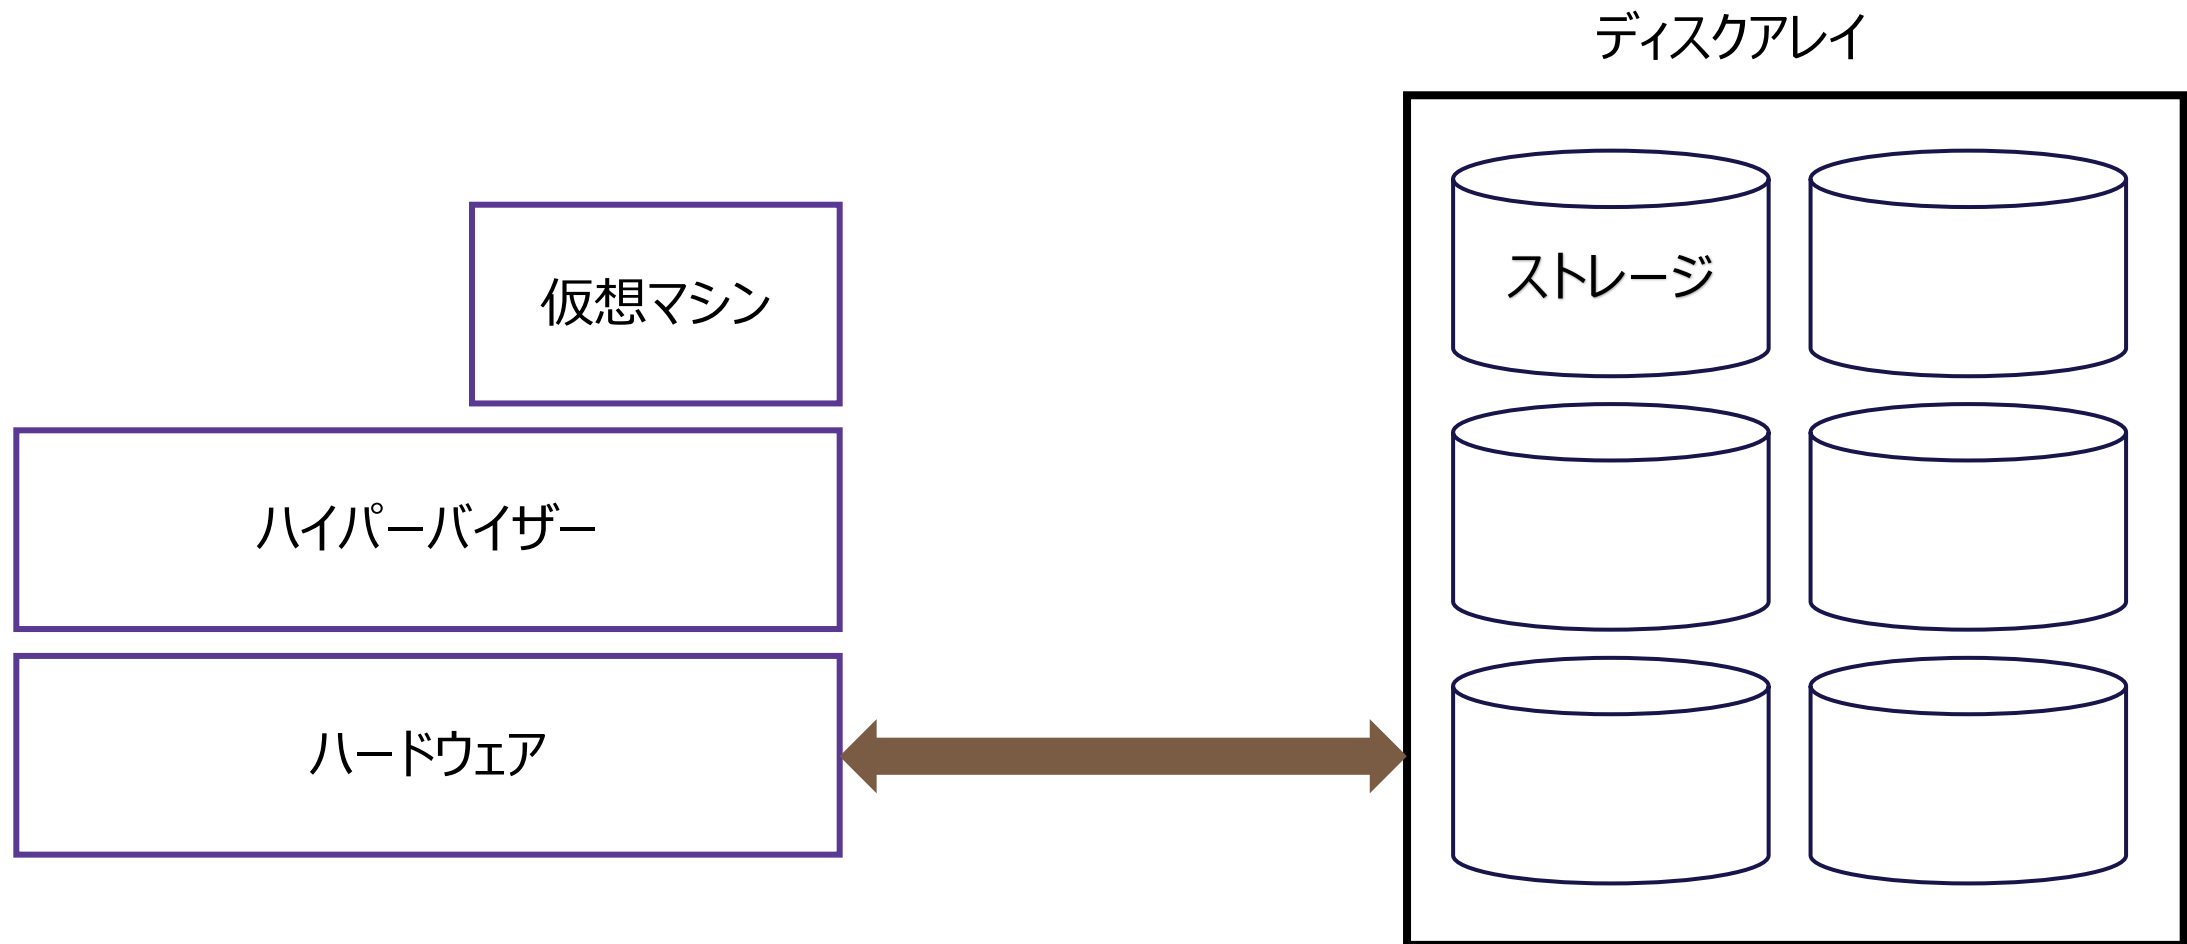 ディスクアレイ
ストレージ
仮想マシン
ハイパーバイザー
ハードウェア